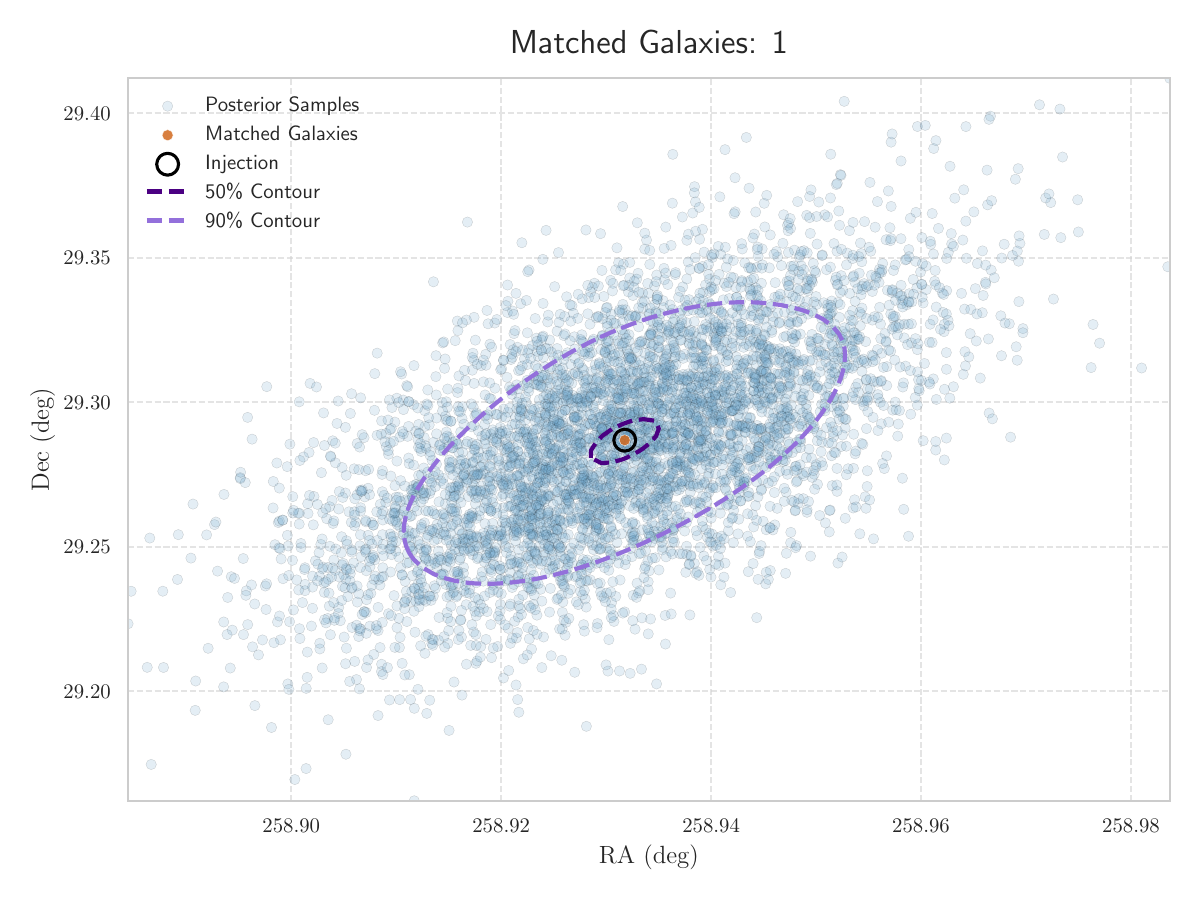 Matched Galaxies: 1
Posterior Samples
Matched Galaxies
Injection
50% Contour
90% Contour
29.40
29.35
29.30
29.25
29.20
Dec (deg)
258.90
258.92
258.94
258.96
258.98
RA (deg)